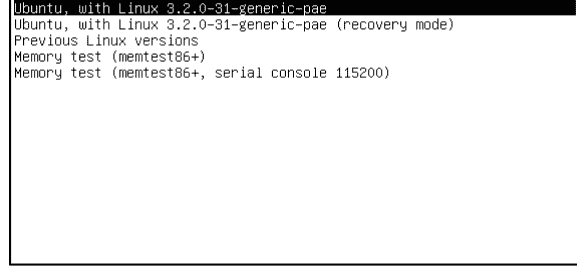 Ubuntu, with Linux 3.2.0-31-generic-pae
Ubuntu, with Linux 3.2.0-31-generic-pae (recovery mode)
Previous Linux versions
Memory test (memtest86+)
Memory test (memtest86+, serial console 115200)